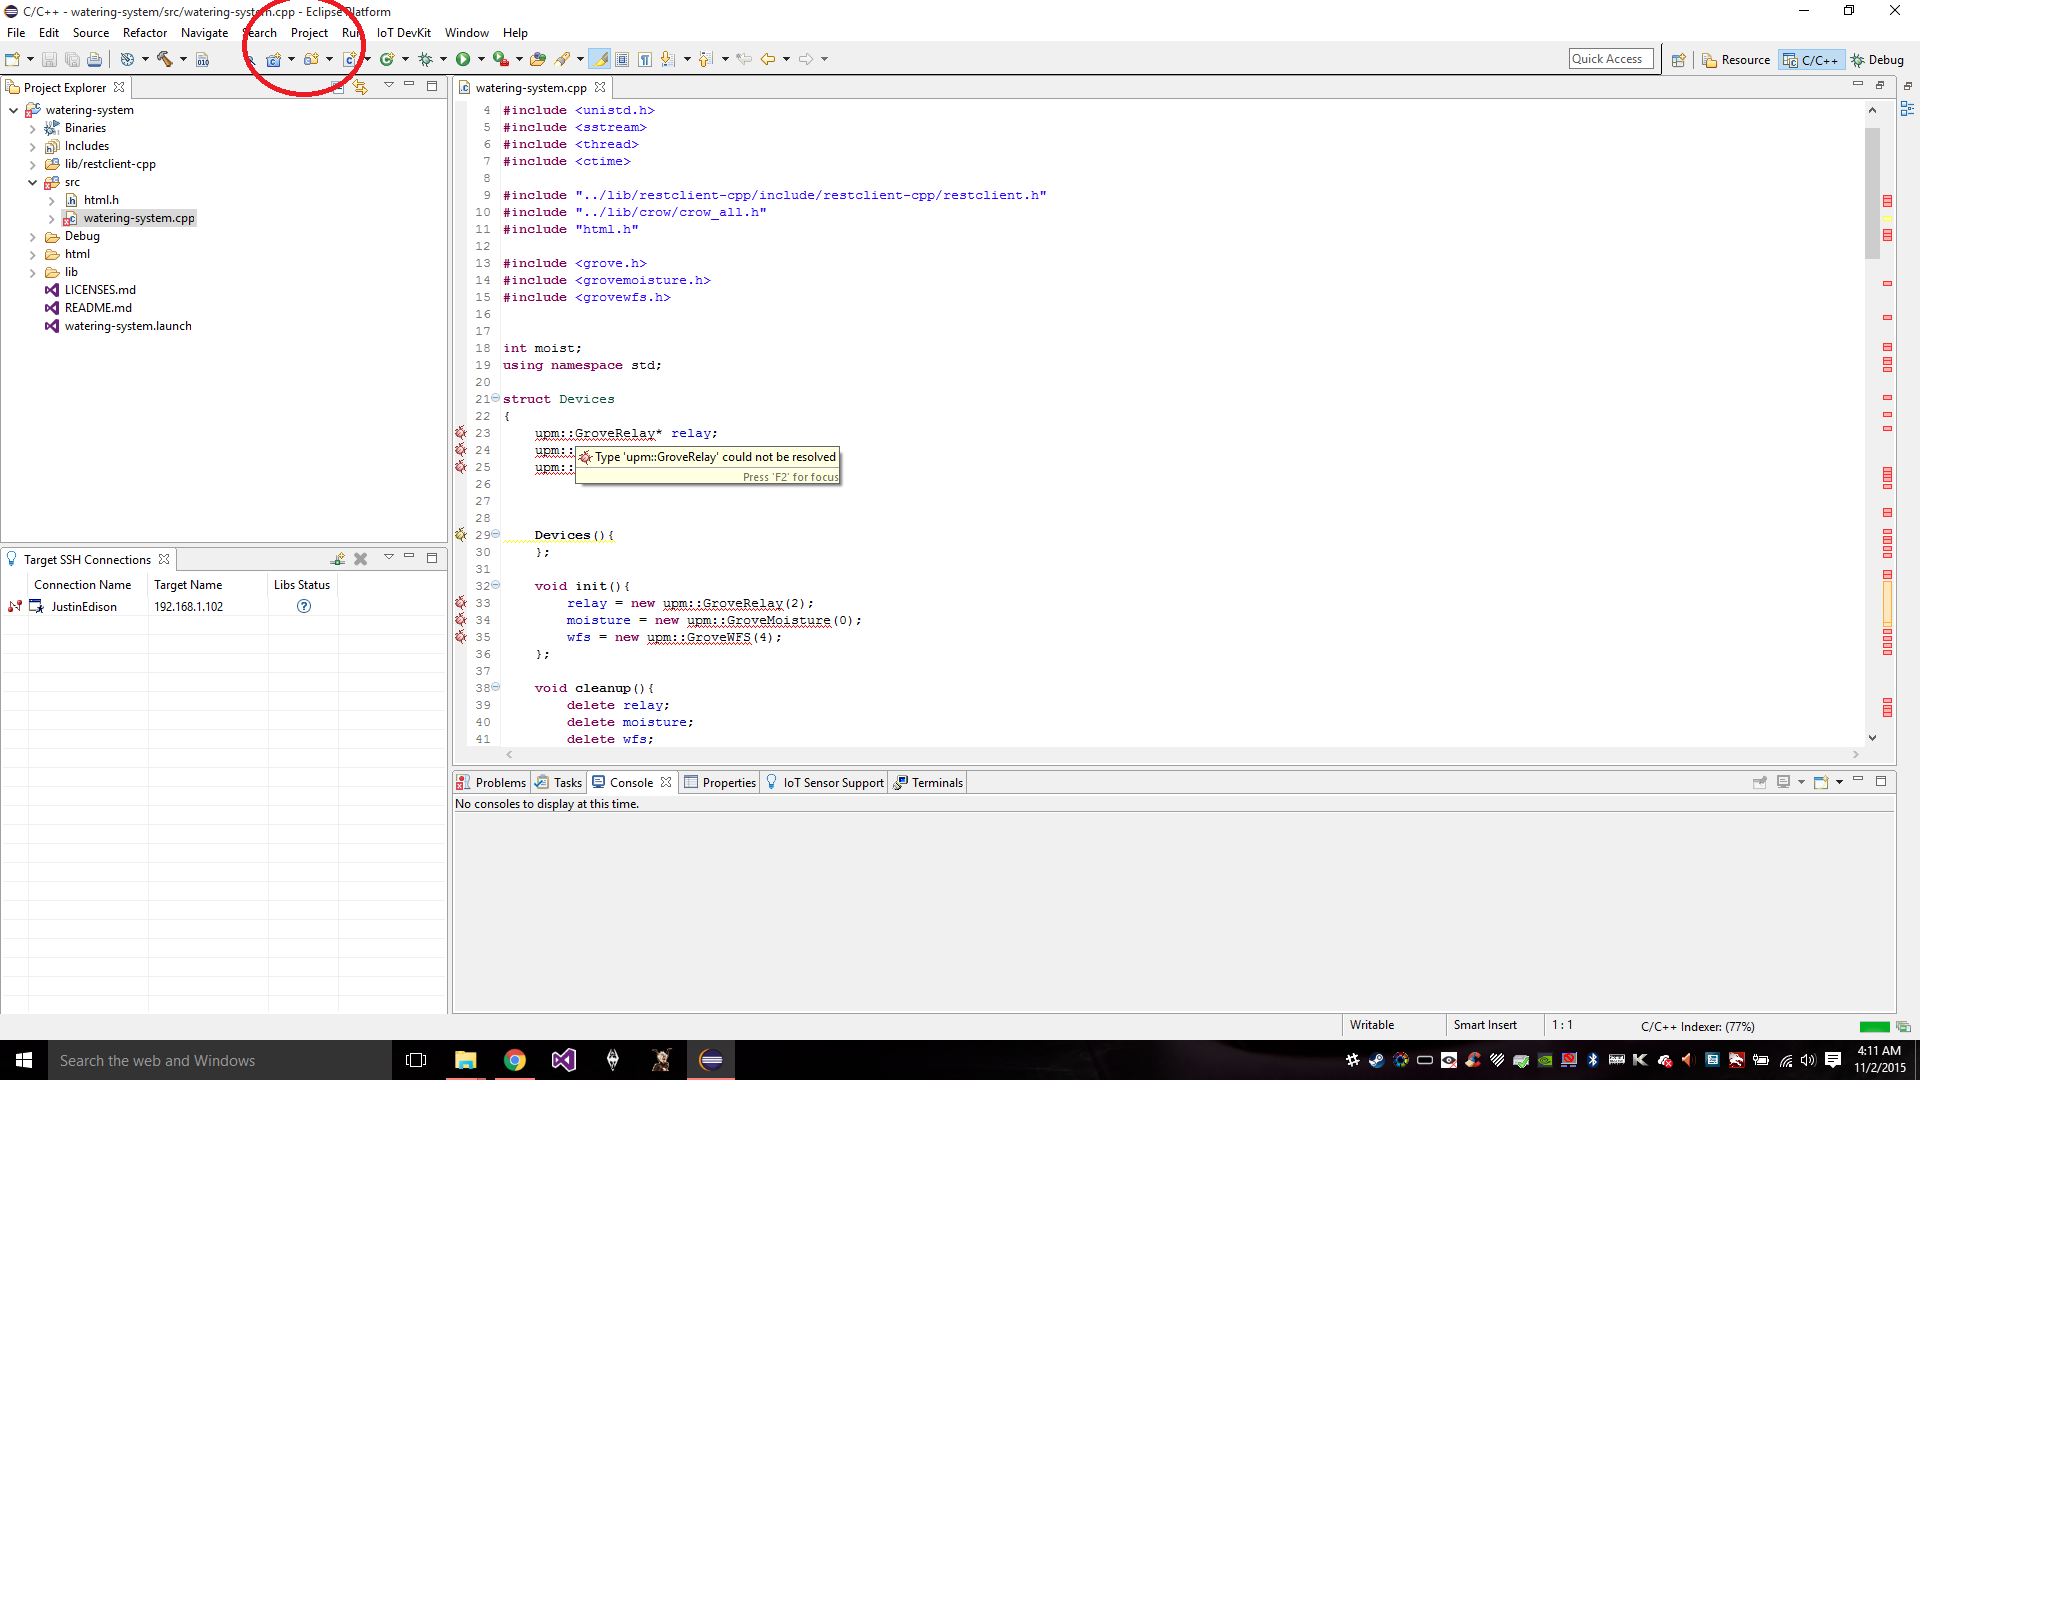 C/C++ - watering-system/src/watering-system.cpp - Eclipse Platform
File Edit Source Refactor Navigate Search Project Run IoT DevKit Window Help
Quick Access
Resource
C/C++
Debug
Project Explorer
watering-system
Binaries
Includes
lib/restclient-cpp
src
html.h
watering-system.cpp
Debug
html
lib
LICENSES.md
README.md
watering-system.launch
Target SSH Connections
Connection Name Target Name Libs Status
JustinEdison 192.168.1.102
watering-system.cpp
4 #include <unistd.h>
5 #include <sstream>
6 #include <thread>
7 #include <ctime>
8
9 #include "../lib/restclient-cpp/include/restclient-cpp/restclient.h"
10 #include "../lib/crow/crow_all.h"
11 #include "html.h"
12
13 #include <grove.h>
14 #include <grovemoisture.h>
15 #include <grovewfs.h>
16
17
18 int moist;
19 using namespace std;
20
21 struct Devices
22 {
23 upm::GroveRelay* relay;
24 upm::
25 upm::
Type 'upm::GroveRelay' could not be resolved
Press 'F2' for focus
26
27
28
29 Devices(){
30 };
31
32 void init(){
33 relay = new upm::GroveRelay(2);
34 moisture = new upm::GroveMoisture(0);
35 wfs = new upm::GroveWFS(4);
36 };
37
38 void cleanup(){
39 delete relay;
40 delete moisture;
41 delete wfs;
Problems Tasks Console Properties IoT Sensor Support Terminals
No consoles to display at this time.
Writable Smart Insert 1 : 1 C/C++ Indexer: (77%)
Search the web and Windows
4:11 AM
11/2/2015